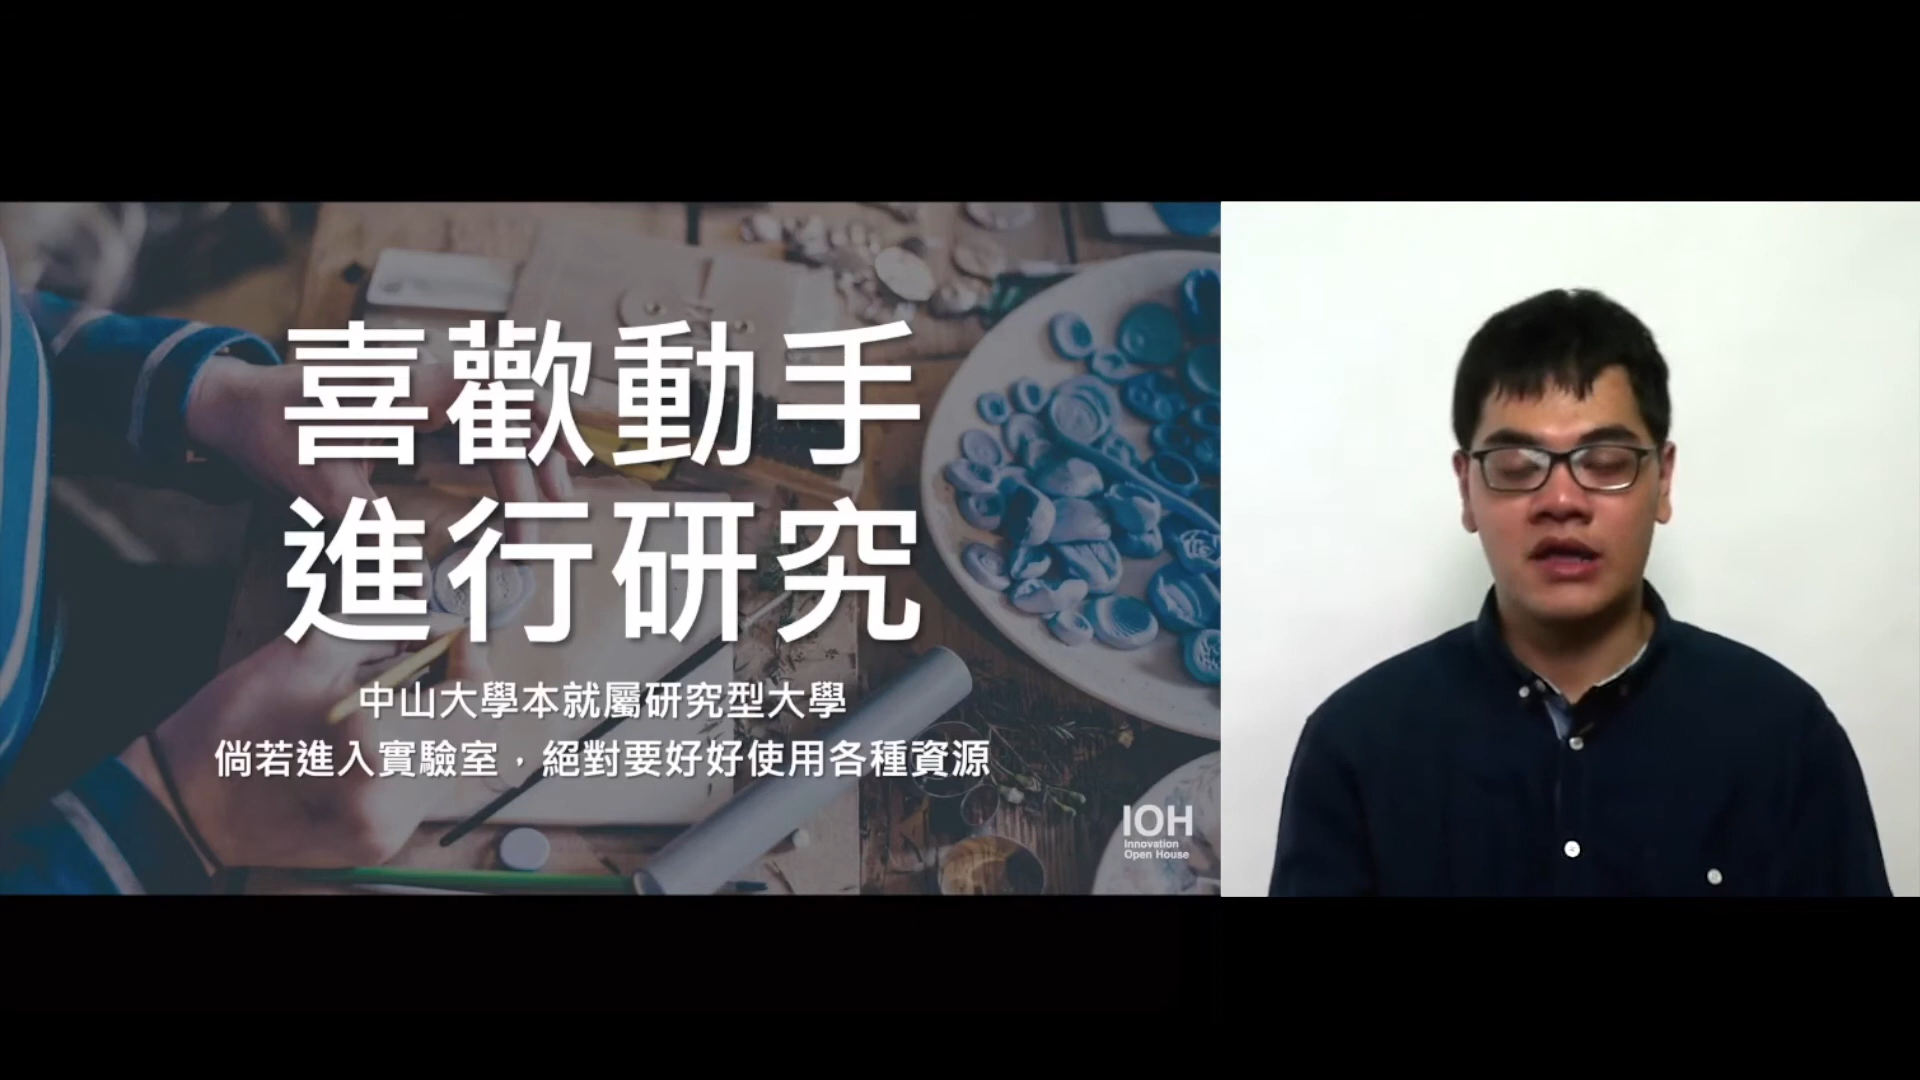 喜歡動手
進行研究
中山大學本就屬研究型大學
倘若進入實驗室，絕對要好好使用各種資源
IOH
Innovation
Open House